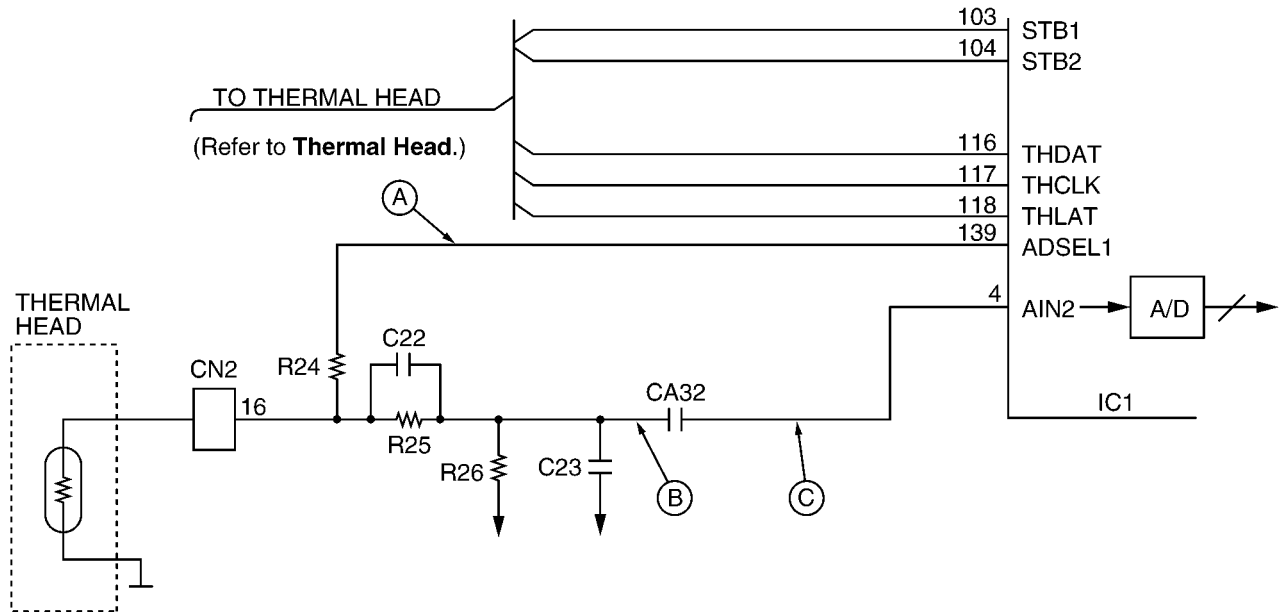 103
STB1
104
STB2
TO THERMAL HEAD
(Refer to Thermal Head.)
116
THDAT
117
THCLK
A
118
THLAT
139
ADSEL1
4
AIN2
A/D
THERMAL
HEAD
C22
R24
CN2
CA32
16
IC1
R25
R26
C23
B
C